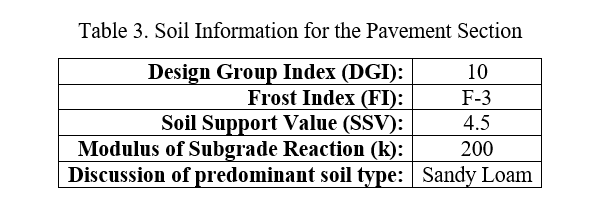 Table 3. Soil Information for the Pavement Section
Design Group Index (DGI): 10
Frost Index (FI): F-3
Soil Support Value (SSV): 4.5
Modulus of Subgrade Reaction (k): 200
Discussion of predominant soil type: Sandy Loam